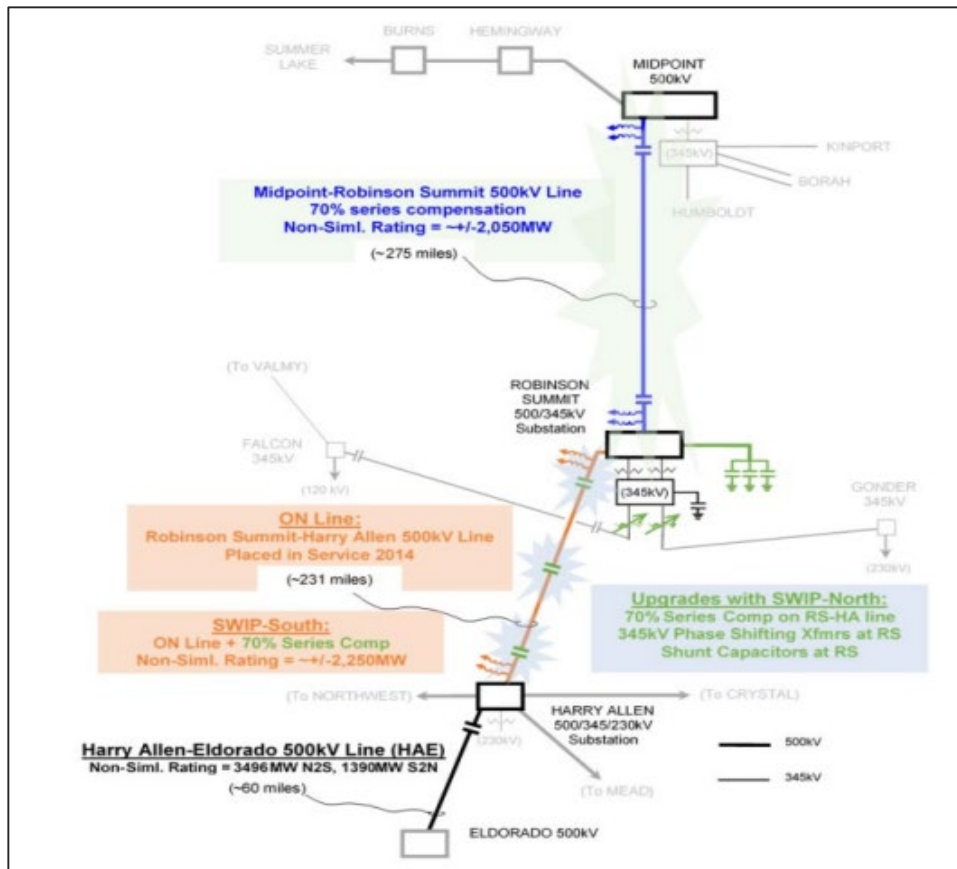 BURNS
HEMINGWAY
SUMMER
LAKE
MIDPOINT
500kV
(345kV)
KINPORT
BORAH
HUMBOLDT
Midpoint-Robinson Summit 500kV Line
70% series compensation
Non-Siml. Rating = ~+/-2,050MW
(~275 miles)
(To VALMY)
ROBINSON
SUMMIT
500/345kV
Substation
FALCON
345kV
(120 kV)
(345kV)
GONDER
345kV
(230kV)
ON Line:
Robinson Summit-Harry Allen 500kV Line
Placed in Service 2014
(~231 miles)
SWIP-South:
ON Line + 70% Series Comp
Non-Siml. Rating = ~+/-2,250MW
Upgrades with SWIP-North:
70% Series Comp on RS-HA line
345kV Phase Shifting Xfmrs at RS
Shunt Capacitors at RS
(To NORTHWEST)
(To CRYSTAL)
(230kV)
HARRY ALLEN
500/345/230kV
Substation
(To MEAD)
Harry Allen-Eldorado 500kV Line (HAE)
Non-Siml. Rating = 3496MW N2S, 1390MW S2N
(~60 miles)
500kV
345kV
ELDORADO 500kV